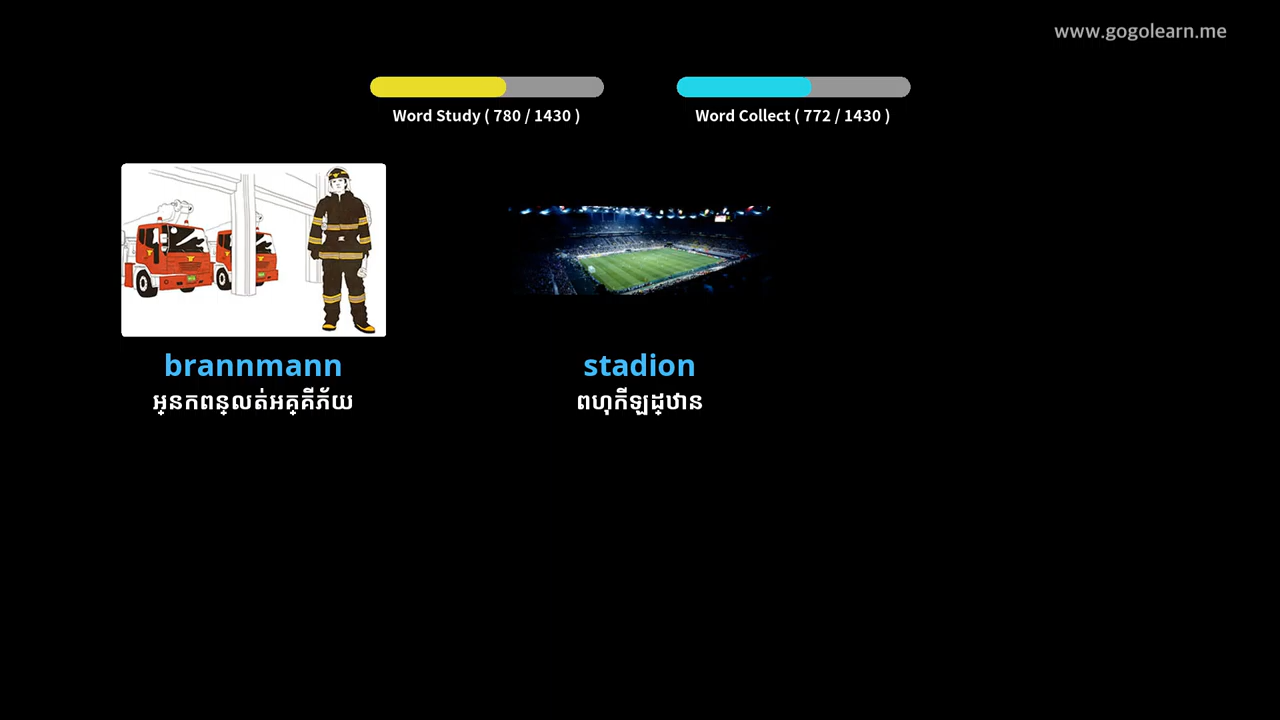 www.gogolearn.me
Word Study ( 780 / 1430 )
Word Collect ( 772 / 1430 )
brannmann
អ្នកពន្លត់អគ្គីភ័យ
stadion
ពហុកីឡដ្ឋាន